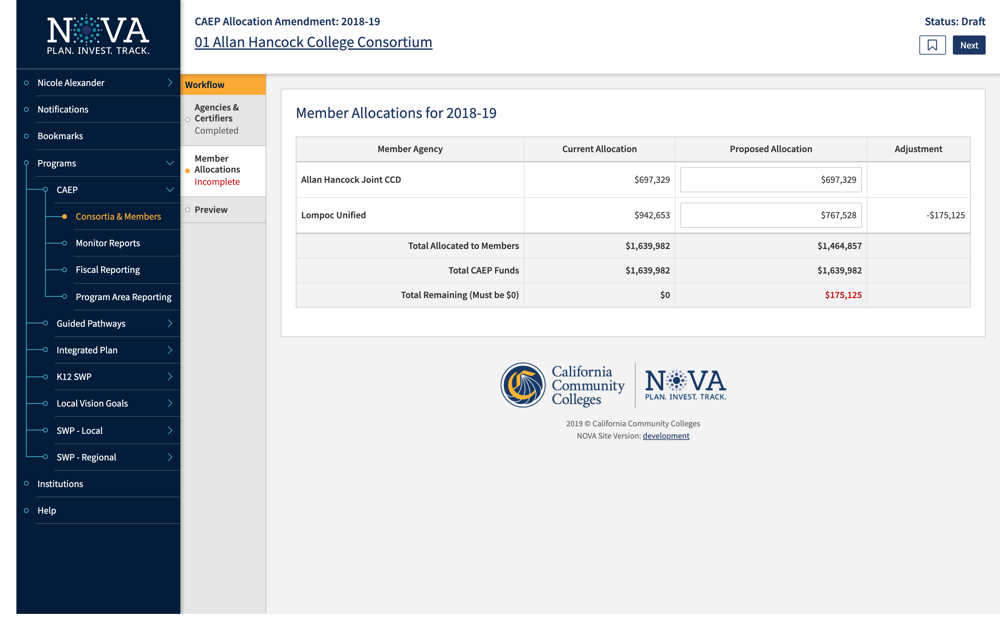 NOVA
PLAN. INVEST. TRACK.
Nicole Alexander
Notifications
Bookmarks
Programs
CAEP
Consortia & Members
Monitor Reports
Fiscal Reporting
Program Area Reporting
Guided Pathways
Integrated Plan
K12 SWP
Local Vision Goals
SWP - Local
SWP - Regional
Institutions
Help
CAEP Allocation Amendment: 2018-19
01 Allan Hancock College Consortium
Status: Draft
Next
Workflow
Agencies &
Certifiers
Completed
Member
Allocations
Incomplete
Preview
Member Allocations for 2018-19
Member Agency Current Allocation Proposed Allocation Adjustment
Allan Hancock Joint CCD $697,329 $697,329
Lompoc Unified $942,653 $767,528 -$175,125
Total Allocated to Members $1,639,982 $1,464,857
Total CAEP Funds $1,639,982 $1,639,982
Total Remaining (Must be $0) $0 $175,125
California
Community
Colleges
NOVA
PLAN. INVEST. TRACK.
2019 © California Community Colleges
NOVA Site Version: development